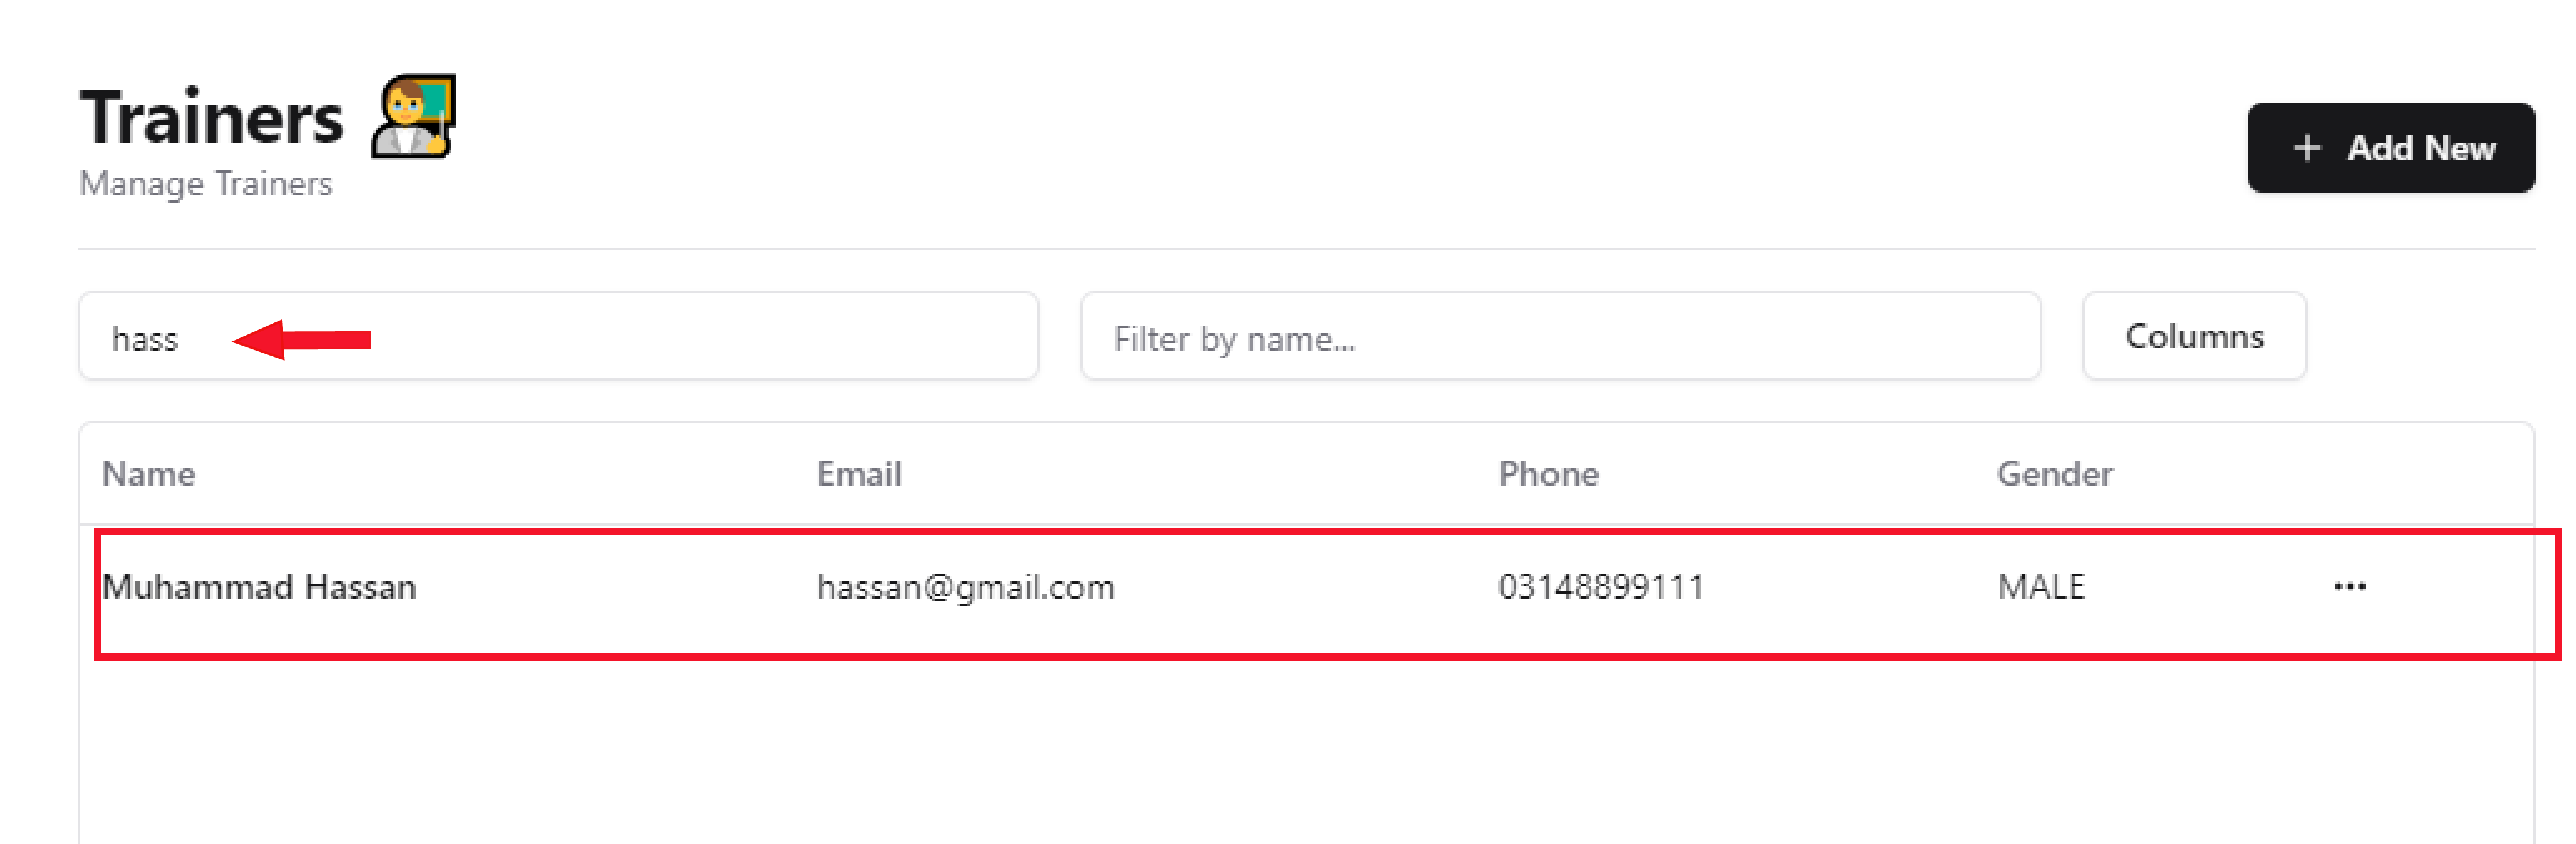 Trainers
Manage Trainers
+ Add New
hass
Filter by name...
Columns
Name Email Phone Gender
Muhammad Hassan hassan@gmail.com 03148899111 MALE ...